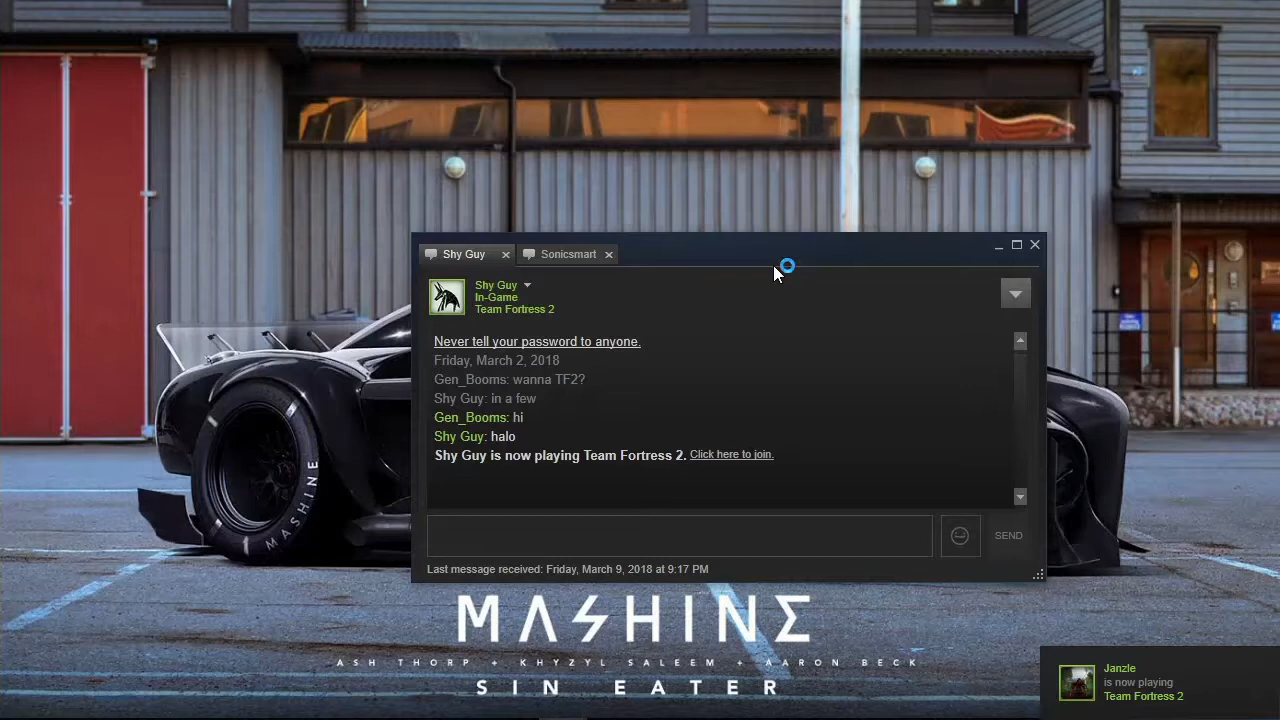 Shy Guy
Sonicsmart
Shy Guy
In-Game
Team Fortress 2
Never tell your password to anyone.
Friday, March 2, 2018
Gen_Booms: wanna TF2?
Shy Guy: in a few
Gen_Booms: hi
Shy Guy: halo
Shy Guy is now playing Team Fortress 2. Click here to join.
SEND
Last message received: Friday, March 9, 2018 at 9:17 PM
MASHINE
MΛSHINΣ
ASH THORP + KHYZYL SALEEM + AARON BECK
SIN EATER
Janzle
is now playing
Team Fortress 2